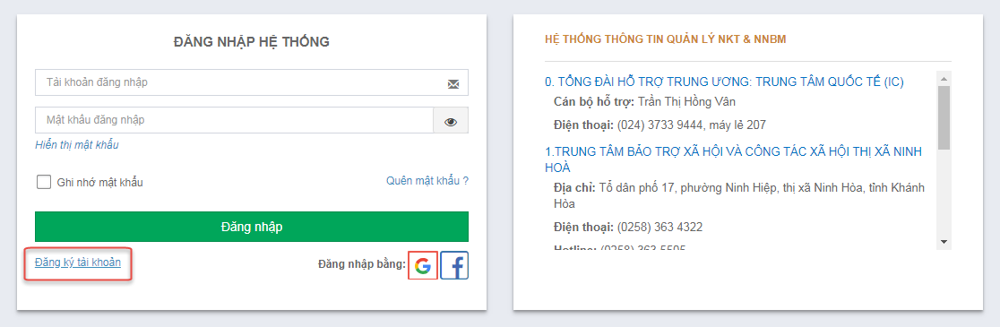 ĐĂNG NHẬP HỆ THỐNG
Tài khoản đăng nhập
Mật khẩu đăng nhập
Hiển thị mật khẩu
Ghi nhớ mật khẩu
Quên mật khẩu ?
Đăng nhập
Đăng ký tài khoản
Đăng nhập bằng:
HỆ THỐNG THÔNG TIN QUẢN LÝ NKT & NNBM
0. TỔNG ĐÀI HỖ TRỢ TRUNG ƯƠNG: TRUNG TÂM QUỐC TẾ (IC)
Cán bộ hỗ trợ: Trần Thị Hồng Vân
Điện thoại: (024) 3733 9444, máy lẻ 207
1.TRUNG TÂM BẢO TRỢ XÃ HỘI VÀ CÔNG TÁC XÃ HỘI THỊ XÃ NINH
HOÀ
Địa chỉ: Tổ dân phố 17, phường Ninh Hiệp, thị xã Ninh Hòa, tỉnh Khánh
Hòa
Điện thoại: (0258) 363 4322
Hotline: (0258) 363